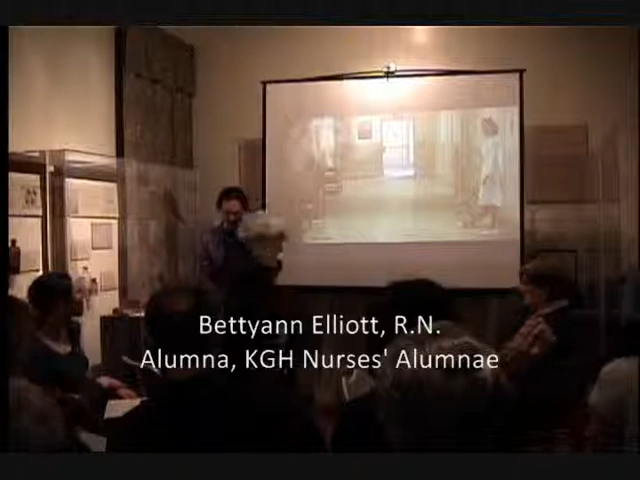 Bettyann Elliott, R.N.
Alumna, KGH Nurses' Alumnae